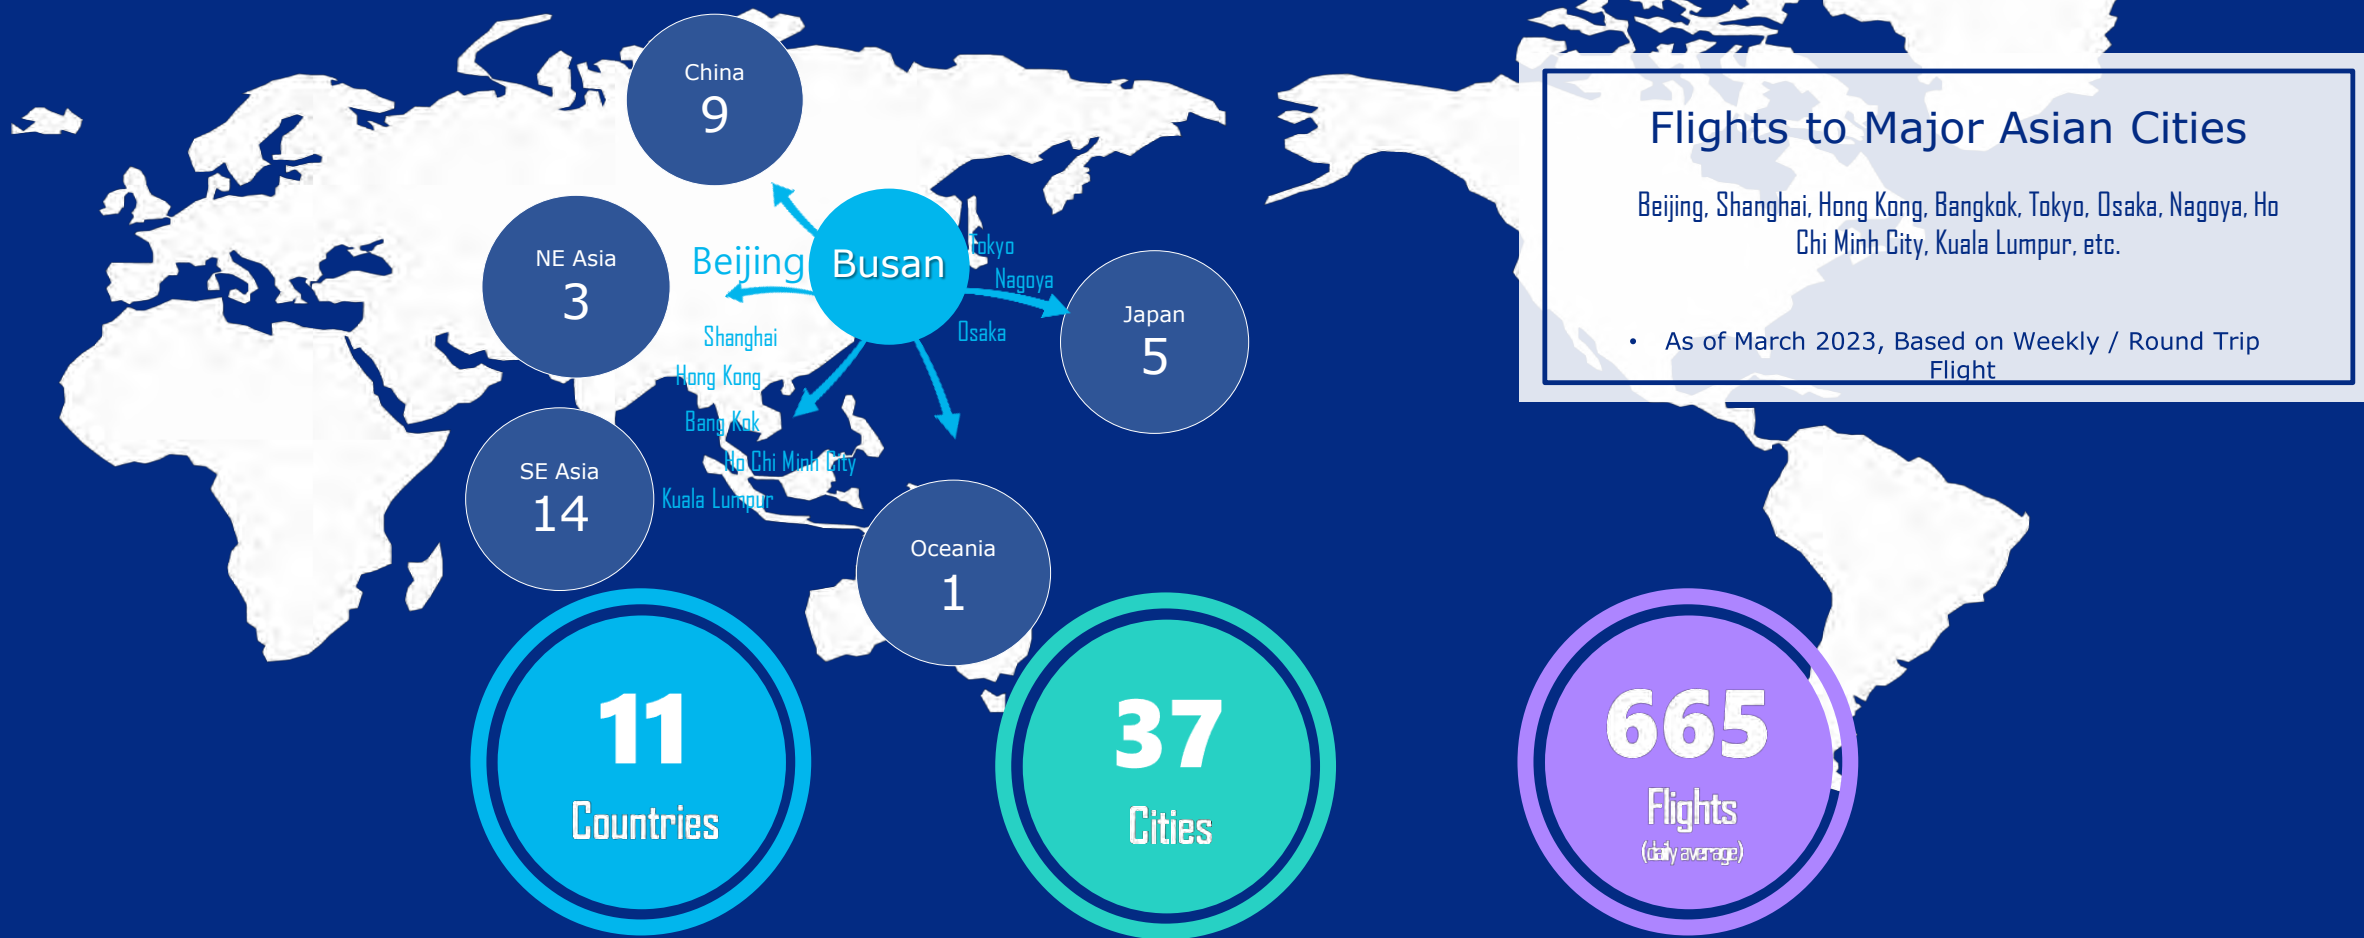 China
9
NE Asia
3
Beijing
Busan
Tokyo
Nagoya
Shanghai
Osaka
Japan
5
Hong Kong
Bang Kok
Ho Chi Minh City
Kuala Lumpur
SE Asia
14
Oceania
1
Flights to Major Asian Cities
Beijing, Shanghai, Hong Kong, Bangkok, Tokyo, Osaka, Nagoya, Ho
Chi Minh City, Kuala Lumpur, etc.
• As of March 2023, Based on Weekly / Round Trip
Flight
11
Countries
37
Cities
665
Flights
(daily average)